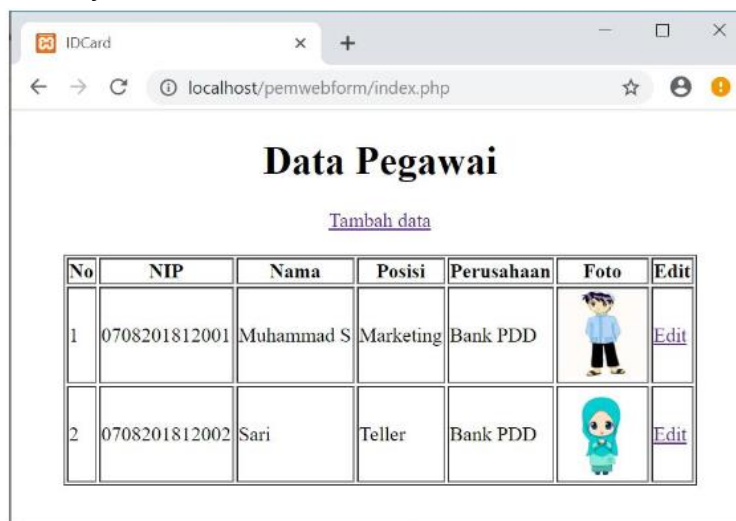 IDCard
localhost/pemwebform/index.php
Data Pegawai
Tambah data
No NIP Nama Posisi Perusahaan Foto Edit
1 0708201812001 Muhammad S Marketing Bank PDD Edit
2 0708201812002 Sari Teller Bank PDD Edit